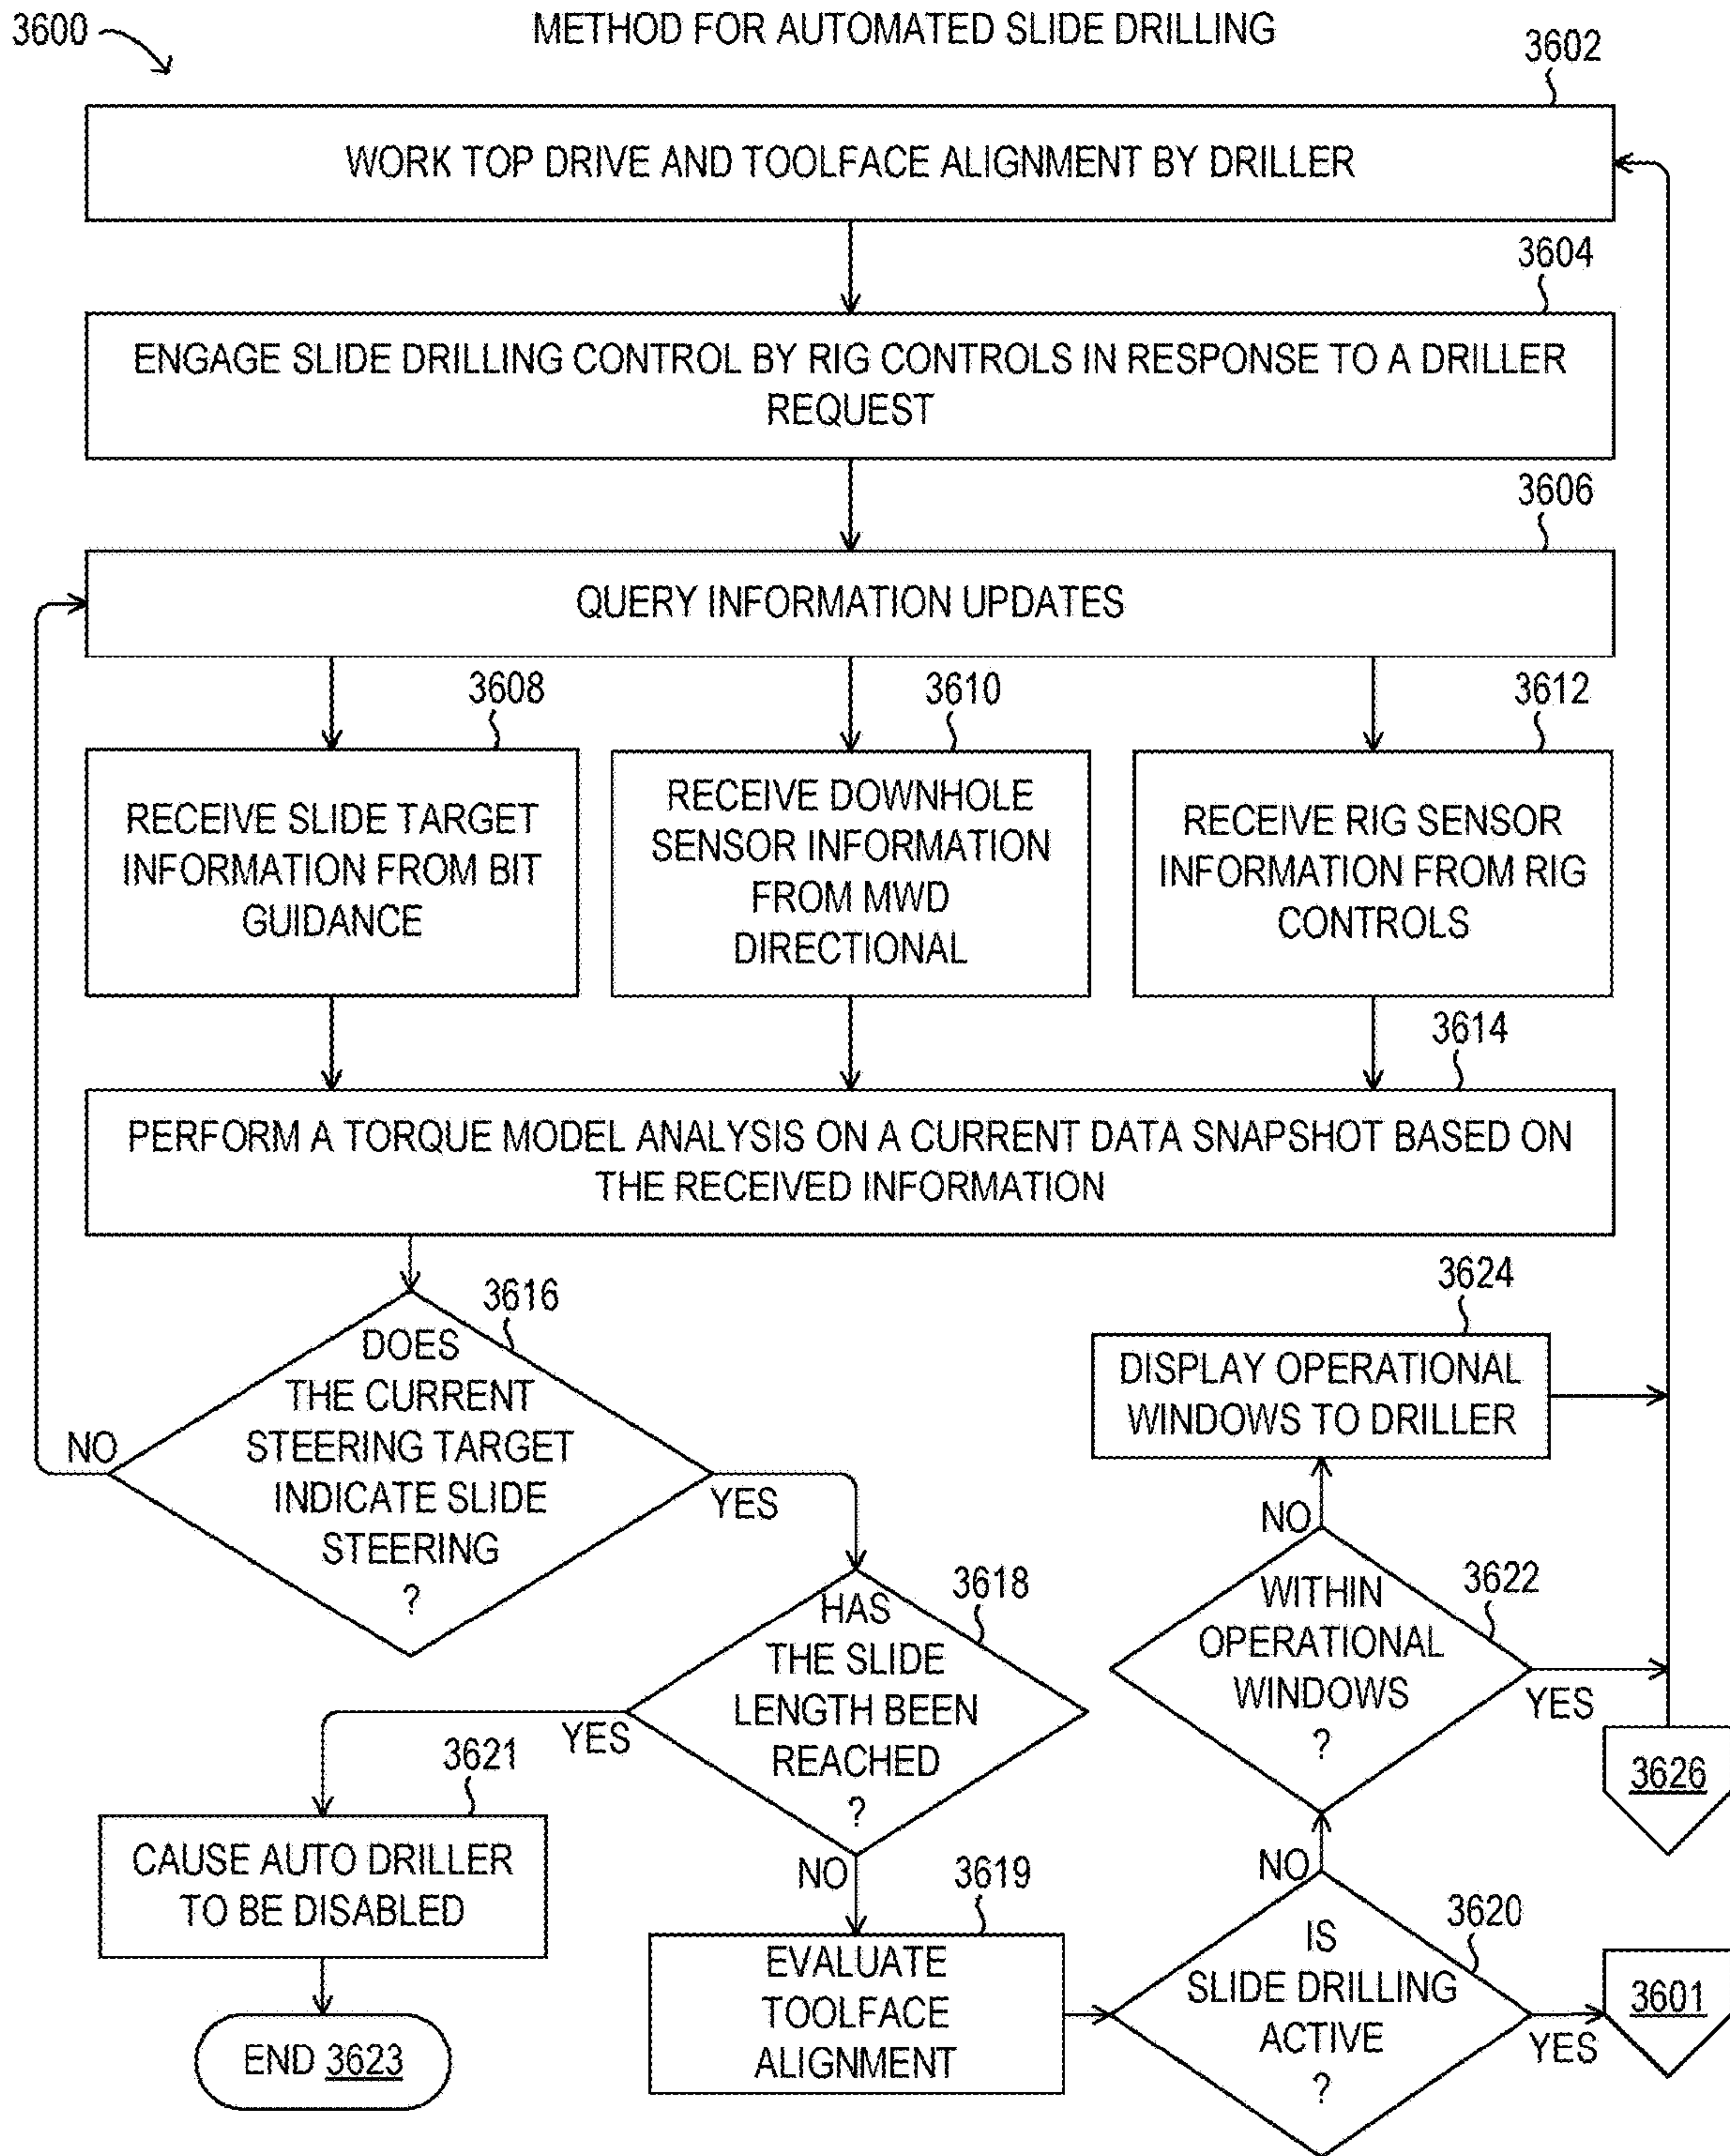 METHOD FOR AUTOMATED SLIDE DRILLING
3600
3602
WORK TOP DRIVE AND TOOLFACE ALIGNMENT BY DRILLER
3604
ENGAGE SLIDE DRILLING CONTROL BY RIG CONTROLS IN RESPONSE TO A DRILLER
REQUEST
3606
QUERY INFORMATION UPDATES
3608
RECEIVE SLIDE TARGET
INFORMATION FROM BIT
GUIDANCE
3610
RECEIVE DOWNHOLE
SENSOR INFORMATION
FROM MWD
DIRECTIONAL
3612
RECEIVE RIG SENSOR
INFORMATION FROM RIG
CONTROLS
3614
PERFORM A TORQUE MODEL ANALYSIS ON A CURRENT DATA SNAPSHOT BASED ON
THE RECEIVED INFORMATION
3616
DOES
THE CURRENT
STEERING TARGET
INDICATE SLIDE
STEERING
?
NO
YES
3618
HAS
THE SLIDE
LENGTH BEEN
REACHED
?
YES
NO
3621
CAUSE AUTO DRILLER
TO BE DISABLED
END 3623
3619
EVALUATE
TOOLFACE
ALIGNMENT
3620
IS
SLIDE DRILLING
ACTIVE
?
NO
YES
3601
3622
WITHIN
OPERATIONAL
WINDOWS
?
NO
YES
3624
DISPLAY OPERATIONAL
WINDOWS TO DRILLER
3626